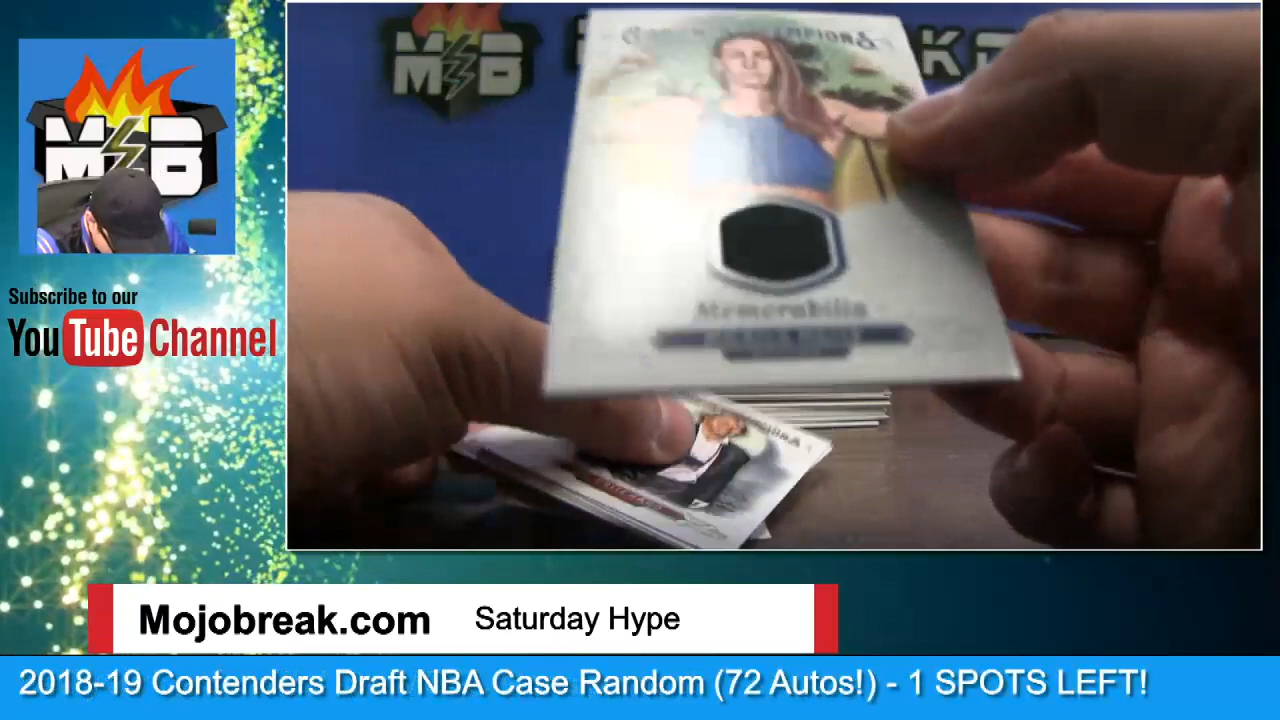 MB
MB
Subscribe to our
YouTube Channel
Memorabilia
Mojobreak.com Saturday Hype
2018-19 Contenders Draft NBA Case Random (72 Autos!) - 1 SPOTS LEFT!